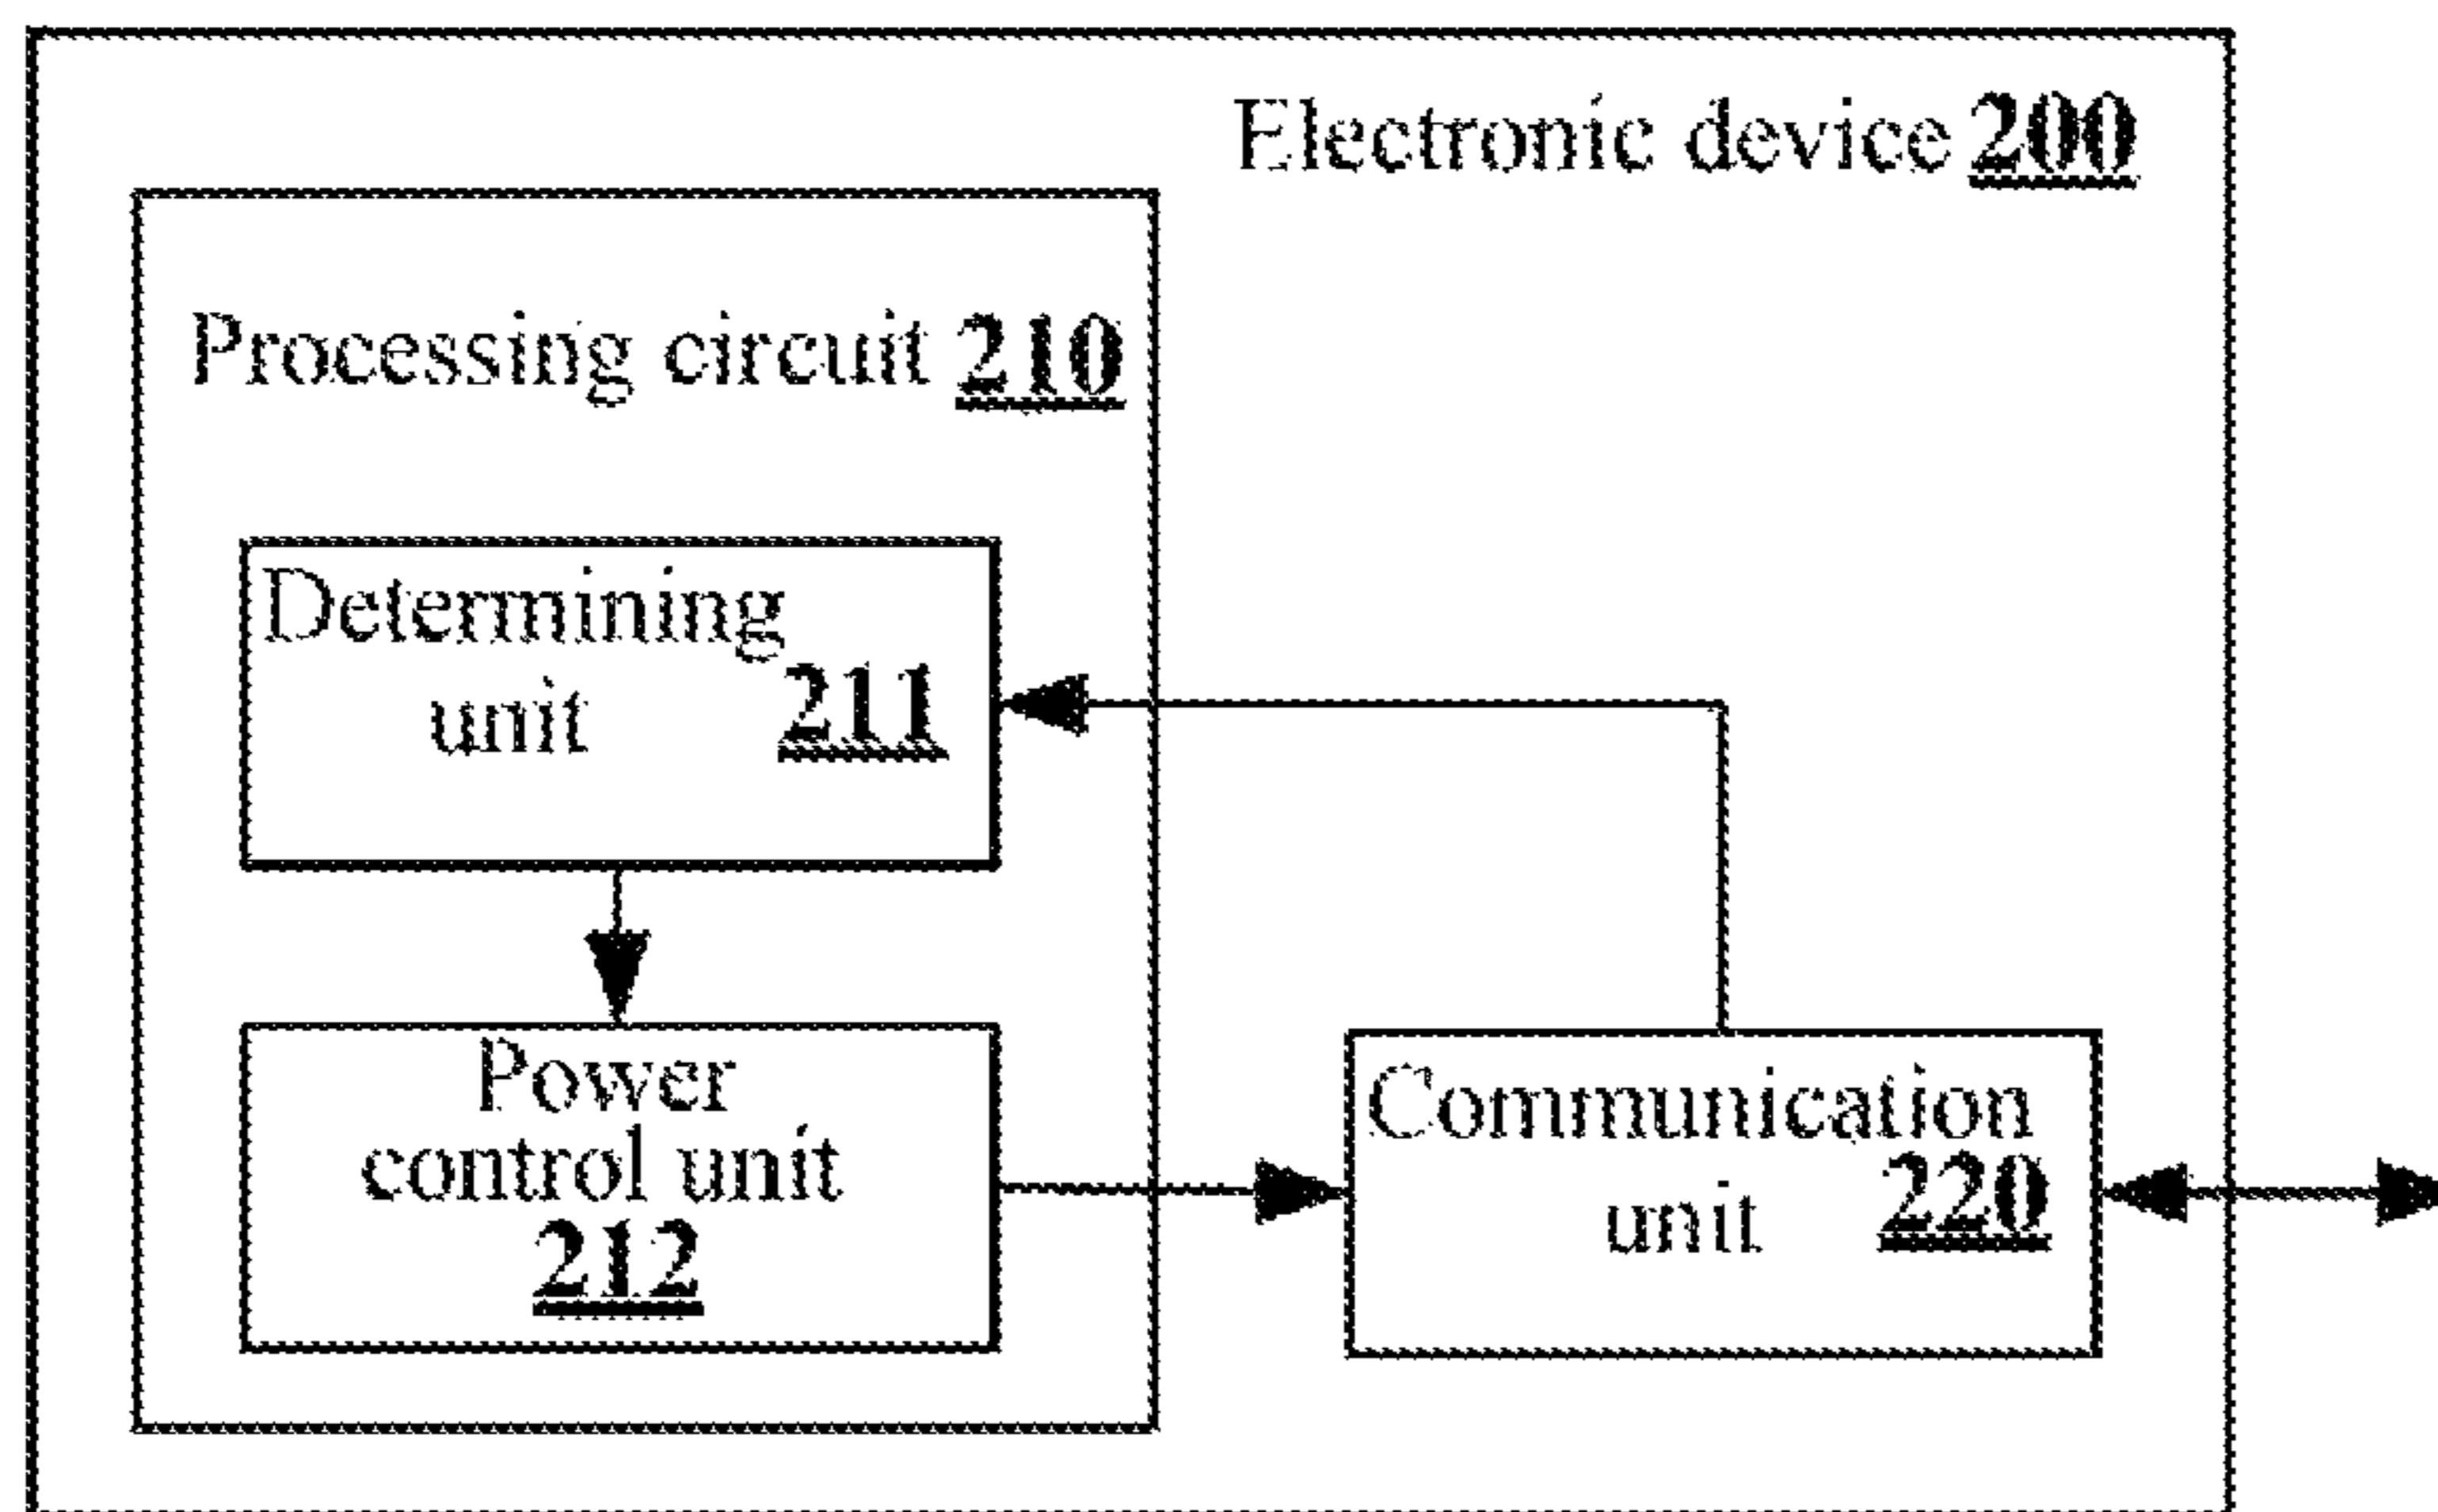 Electronic device 200
Processing circuit 210
Determining
unit 211
Power
control unit
212
Communication
unit 220